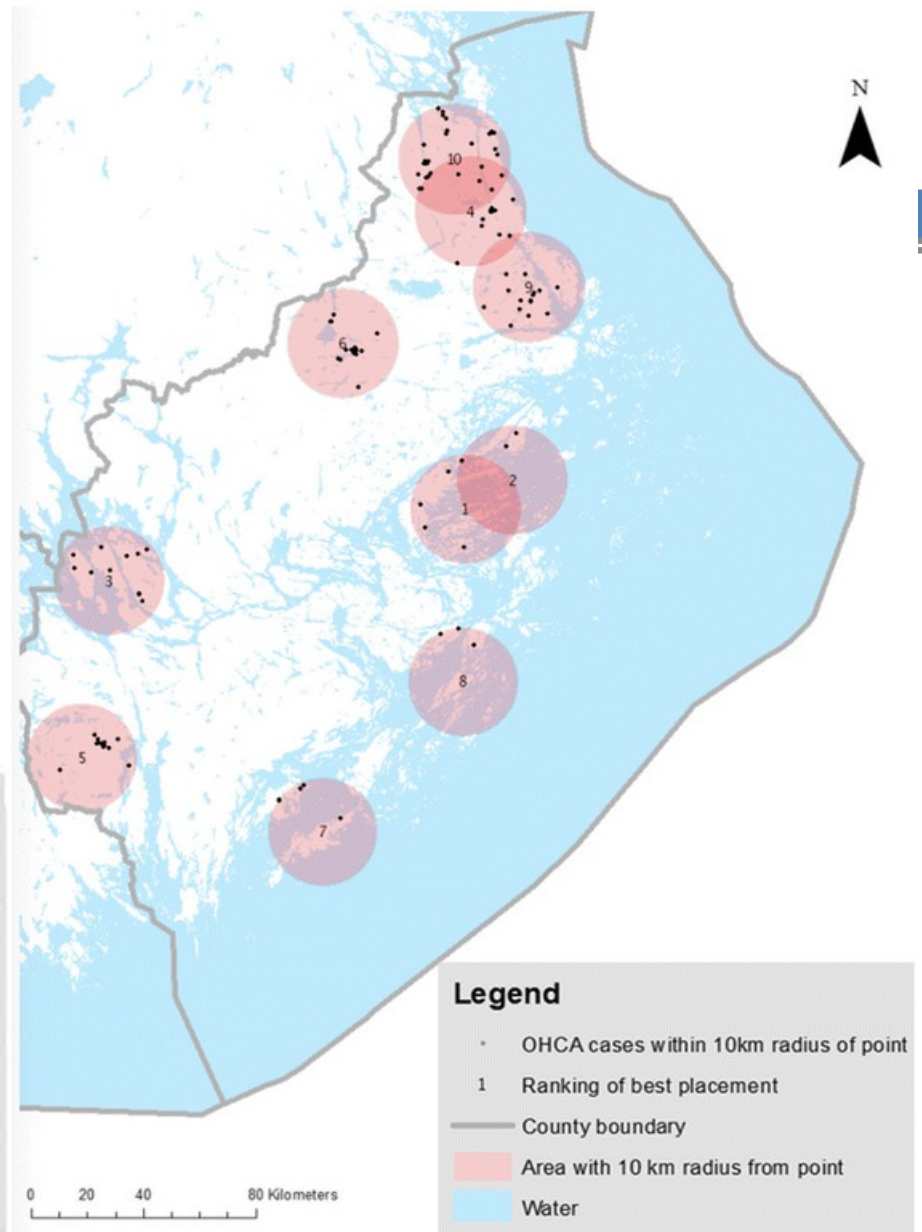 N
10
4
9
6
2
1
3
8
5
7
Legend
OHCA cases within 10km radius of point
1 Ranking of best placement
County boundary
Area with 10 km radius from point
Water
0 20 40 80 Kilometers